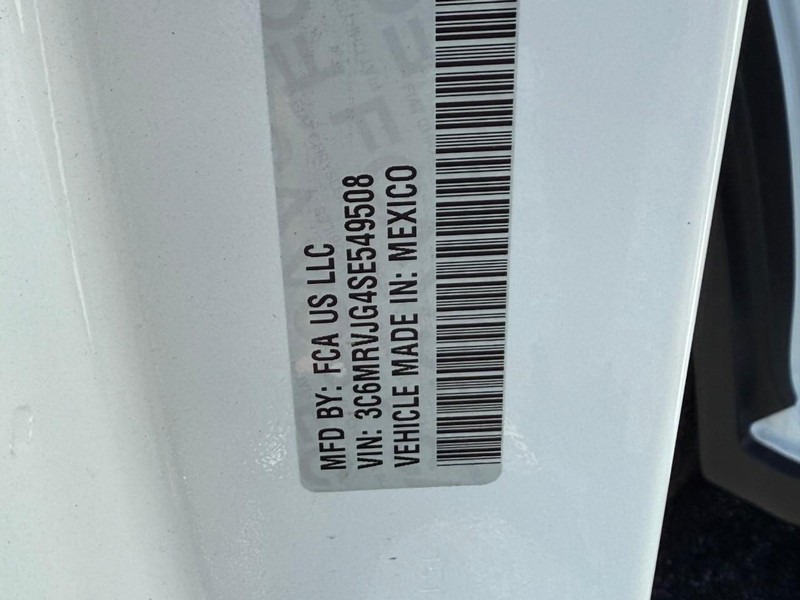 MFD BY: FCA US LLC
VIN: 3C6MRVJG4SE549508
VEHICLE MADE IN: MEXICO